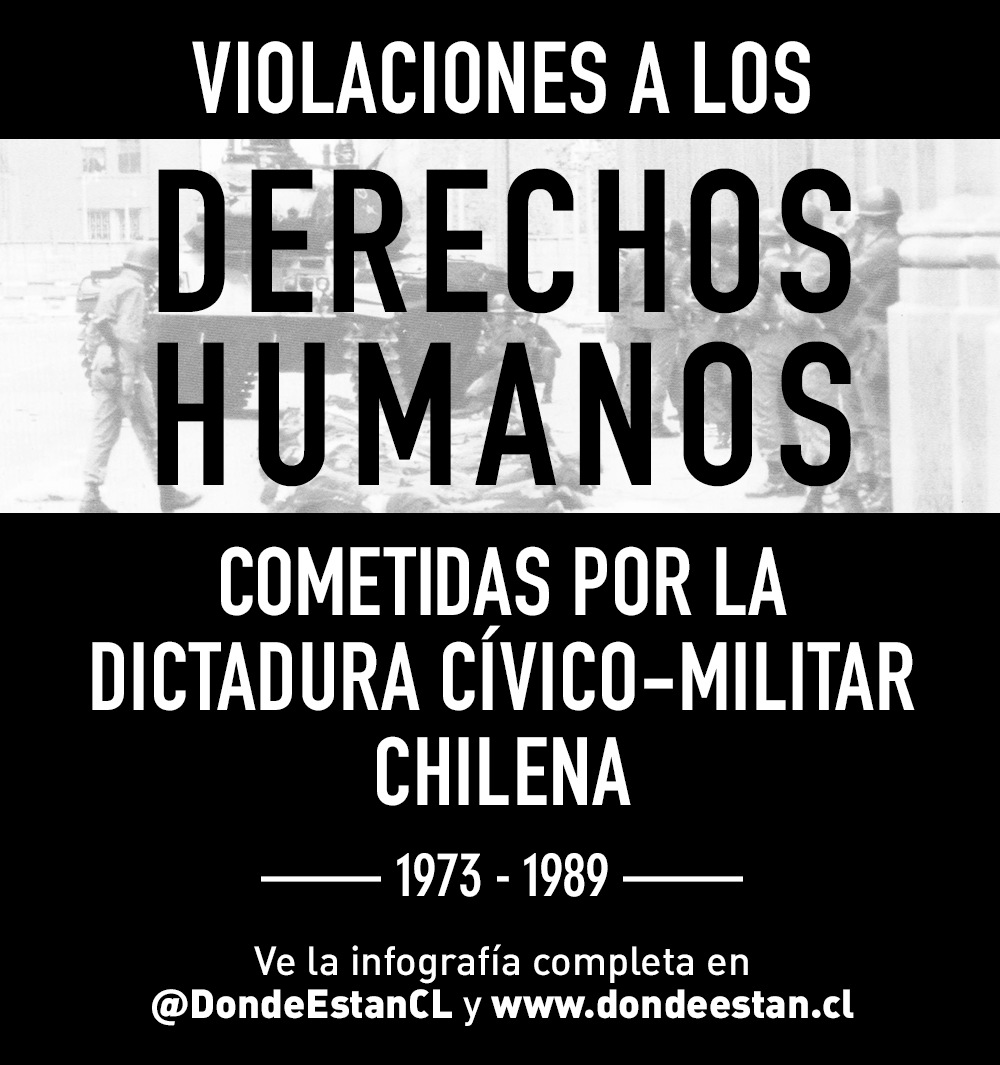 VIOLACIONES A LOS
DERECHOS
HUMANOS
COMETIDAS POR LA
DICTADURA CÍVICO-MILITAR
CHILENA
1973 - 1989
Ve la infografía completa en
@DondeEstanCL y www.dondeestan.cl